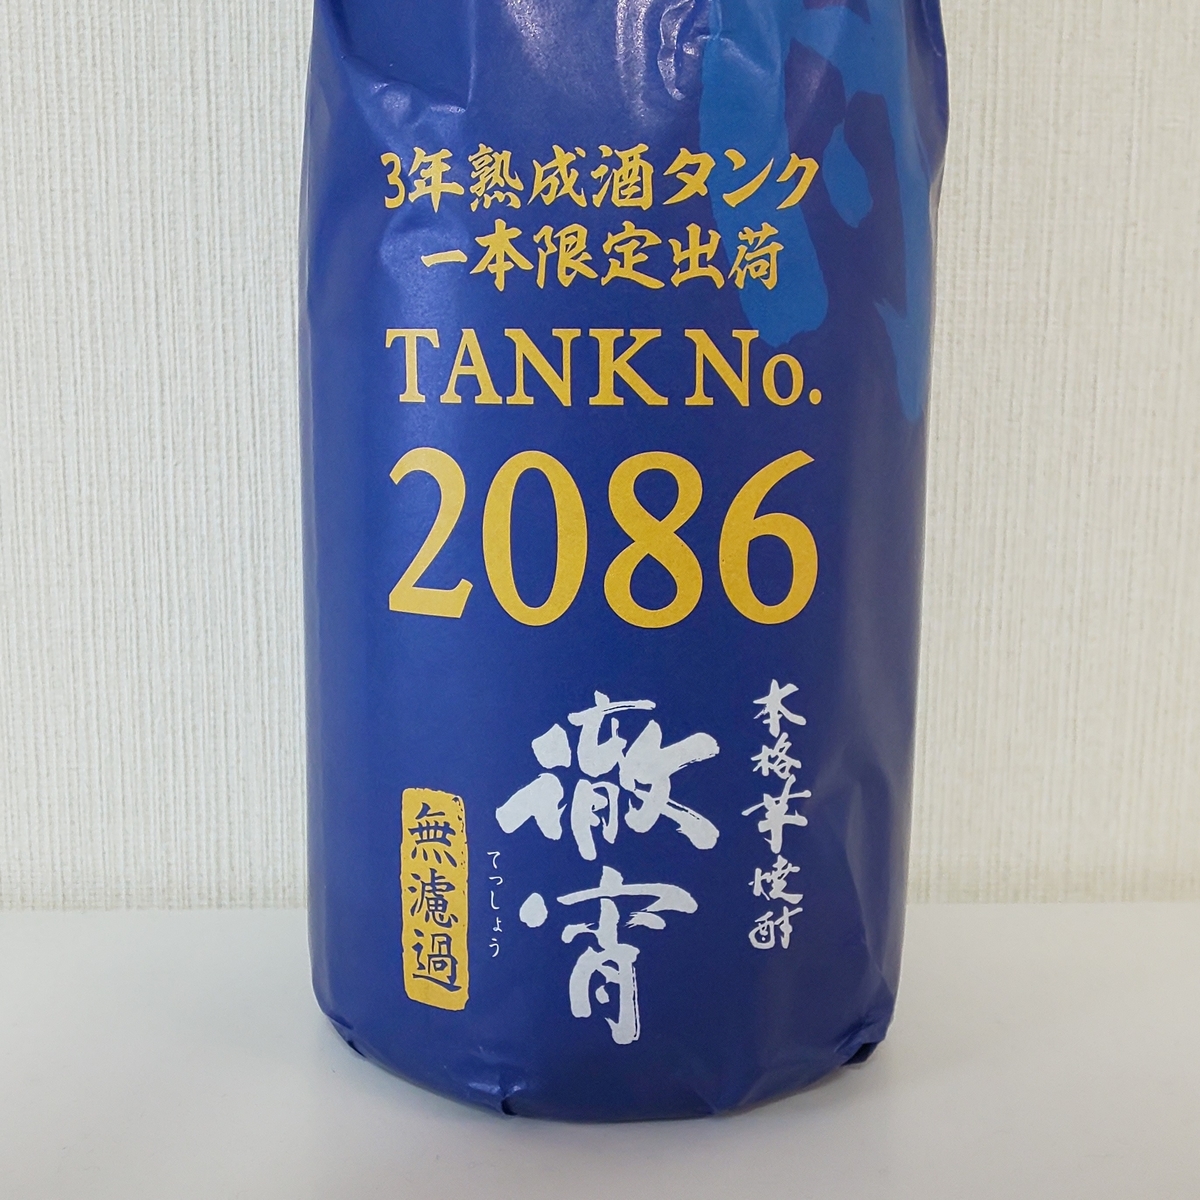 3年熟成酒タンク
一本限定出荷
TANK No.
2086
本格芋焼酎
徹宵
てっしょう
無濾過